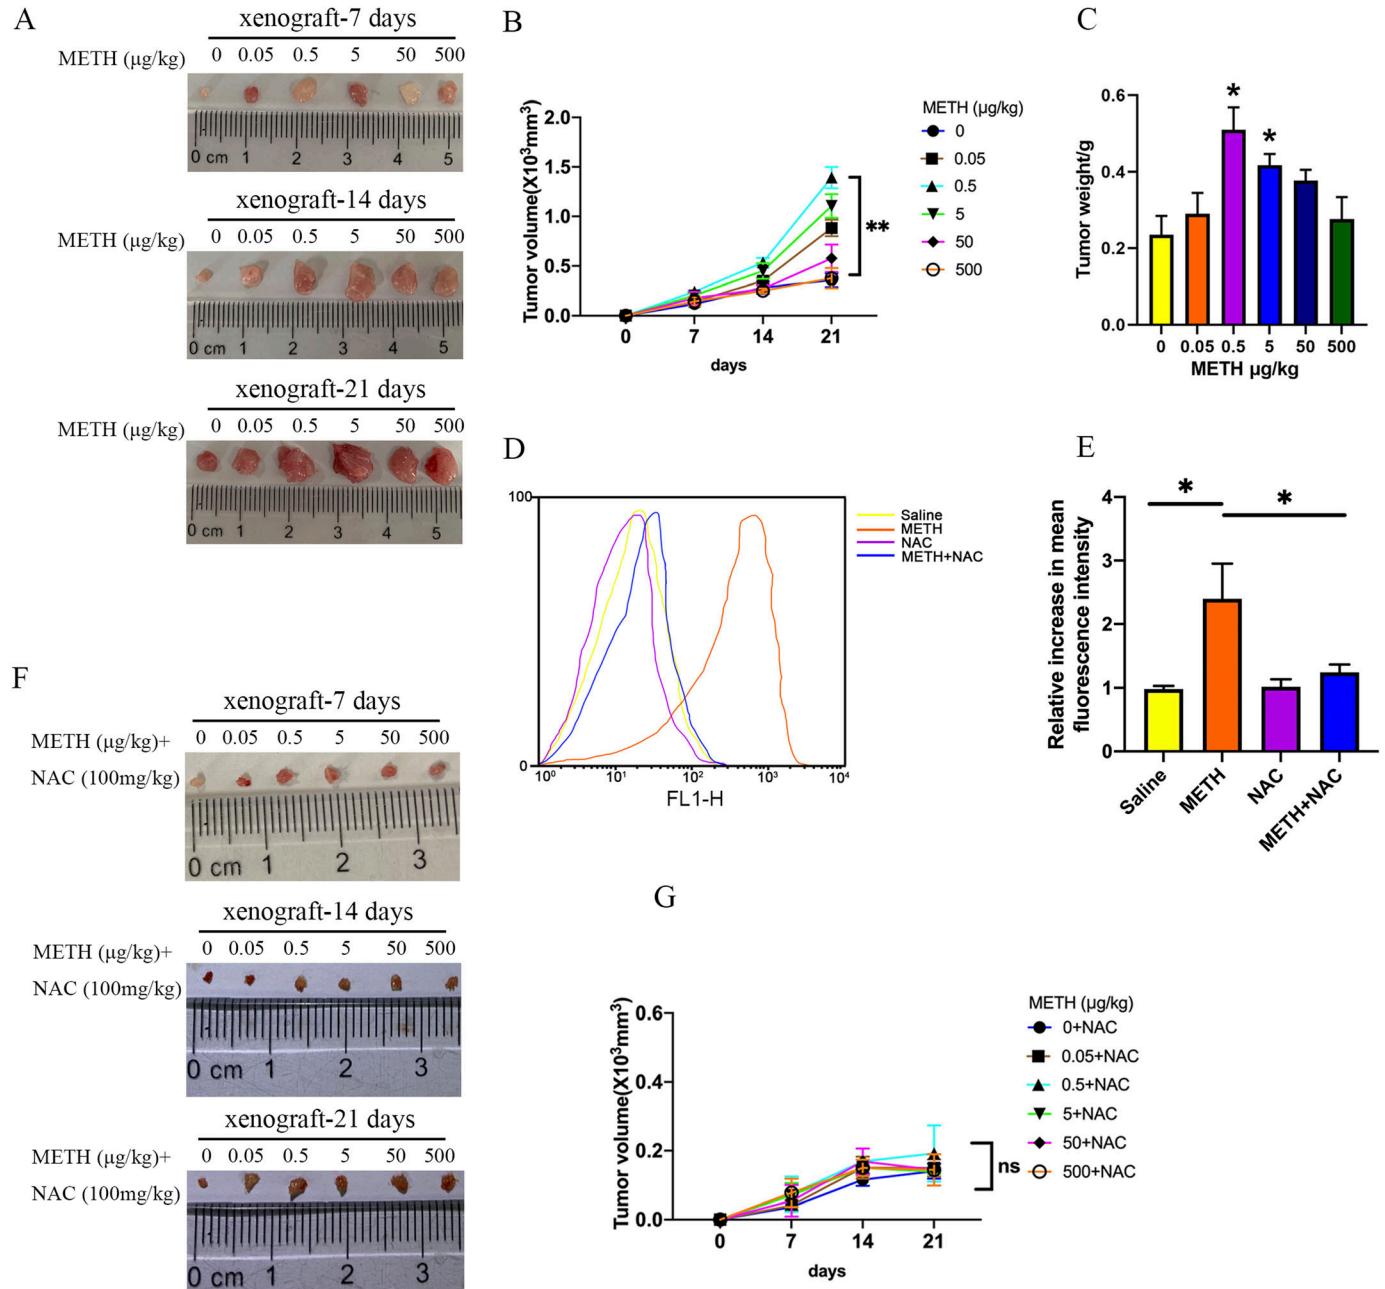 A
xenograft-7 days
METH (μg/kg) 0 0.05 0.5 5 50 500
0 cm 1 2 3 4 5
xenograft-14 days
METH (μg/kg) 0 0.05 0.5 5 50 500
0 cm 1 2 3 4 5
xenograft-21 days
METH (μg/kg) 0 0.05 0.5 5 50 500
0 cm 1 2 3 4 5
B
Tumor volume(X10³mm³)
2.0
1.5
1.0
0.5
0.0
0 7 14 21
days
**
METH (μg/kg)
0
0.05
0.5
5
50
500
C
Tumor weight/g
0.6
0.4
0.2
0.0
* *
0 0.05 0.5 5 50 500
METH μg/kg
D
100
0
10⁰ 10¹ 10² 10³ 10⁴
FL1-H
Saline
METH
NAC
METH+NAC
E
Relative increase in mean
fluorescence intensity
4
3
2
1
0
* *
Saline METH NAC METH+NAC
F
xenograft-7 days
METH (μg/kg)+ 0 0.05 0.5 5 50 500
NAC (100mg/kg)
0 cm 1 2 3
xenograft-14 days
METH (μg/kg)+ 0 0.05 0.5 5 50 500
NAC (100mg/kg)
0 cm 1 2 3
xenograft-21 days
METH (μg/kg)+ 0 0.05 0.5 5 50 500
NAC (100mg/kg)
0 cm 1 2 3
G
Tumor volume(X10³mm³)
0.6
0.4
0.2
0.0
0 7 14 21
days
ns
METH (μg/kg)
0+NAC
0.05+NAC
0.5+NAC
5+NAC
50+NAC
500+NAC